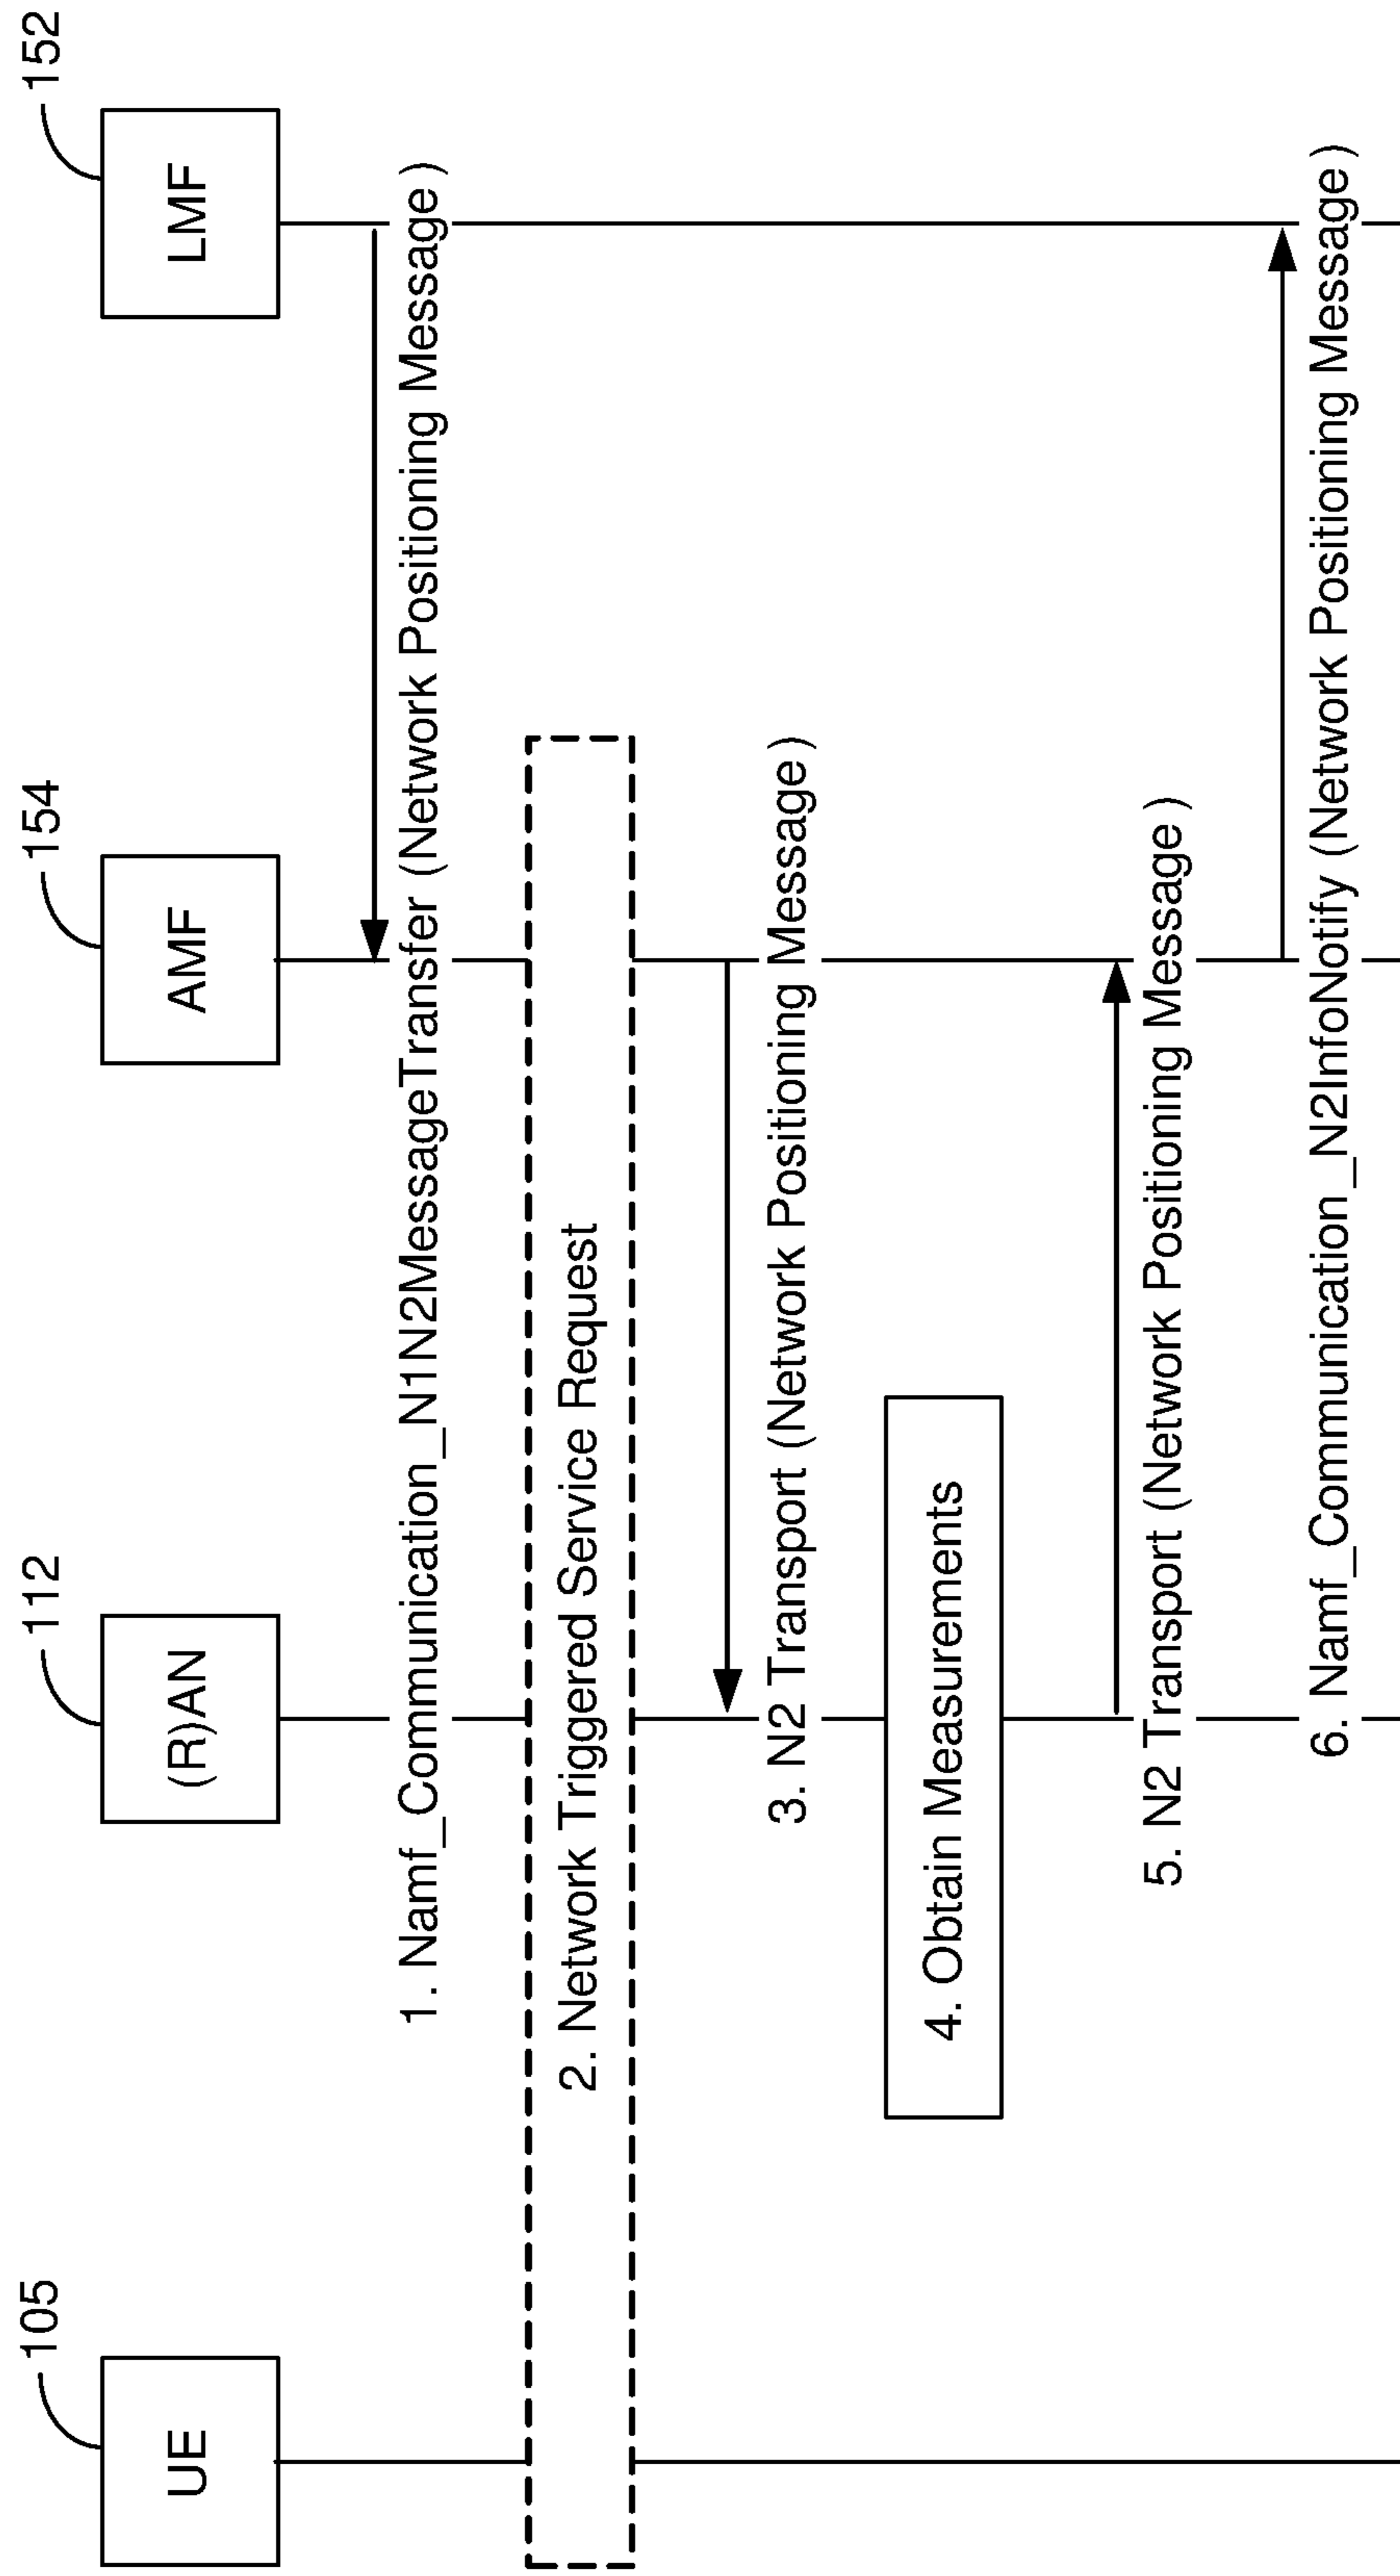 105
112
154
152
UE
(R)AN
AMF
LMF
1. Namf_Communication_N1N2MessageTransfer (Network Positioning Message)
2. Network Triggered Service Request
3. N2 Transport (Network Positioning Message)
4. Obtain Measurements
5. N2 Transport (Network Positioning Message)
6. Namf_Communication_N2InfoNotify (Network Positioning Message)